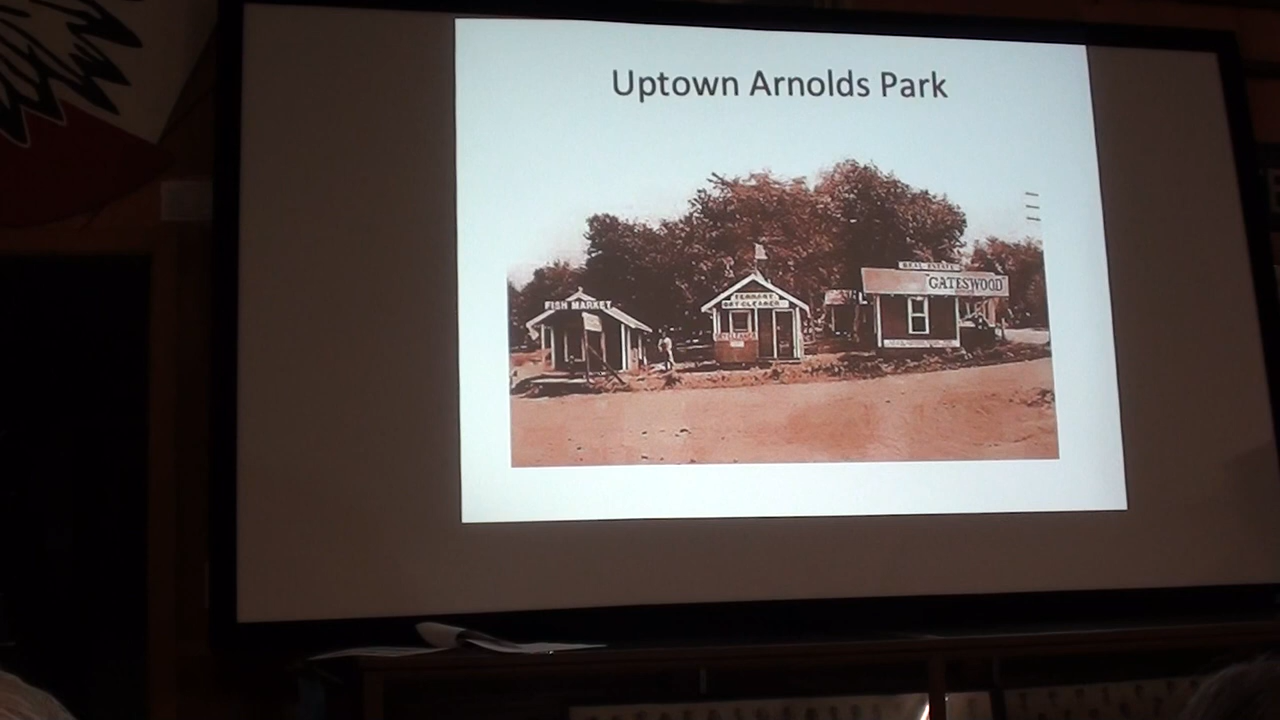 Uptown Arnolds Park
FISH MARKET
DRY CLEANER
REAL ESTATE
"GATESWOOD"